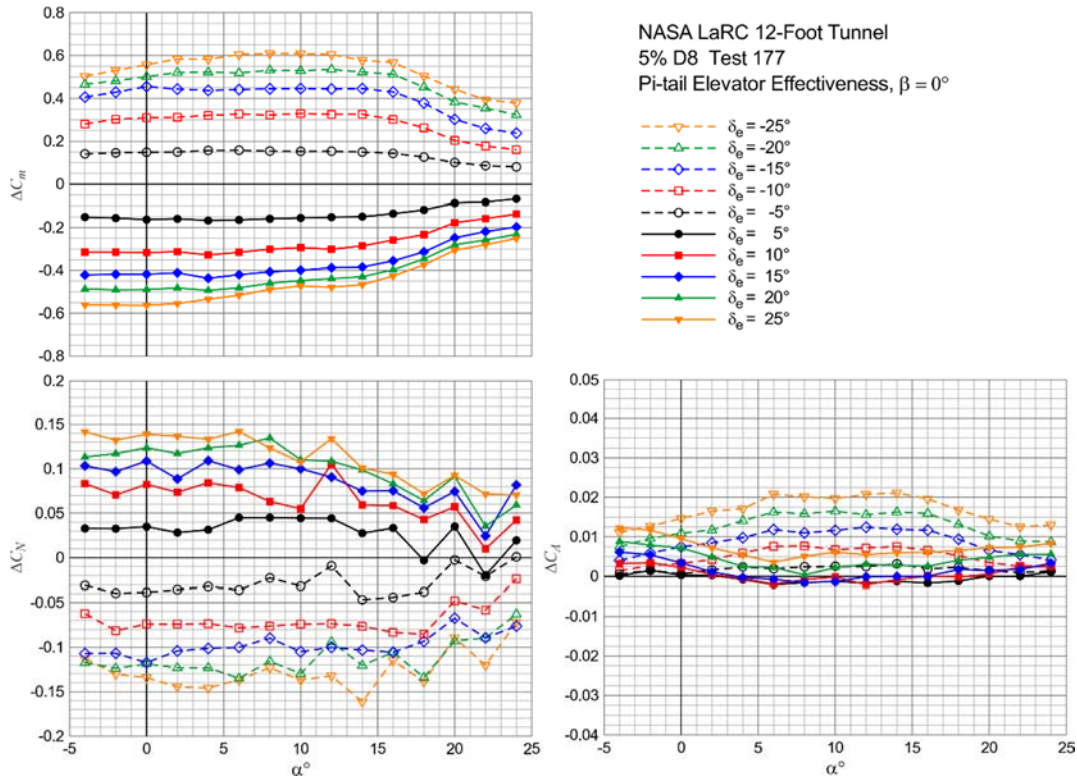 NASA LaRC 12-Foot Tunnel
5% D8 Test 177
Pi-tail Elevator Effectiveness, β = 0°
δe = -25°
δe = -20°
δe = -15°
δe = -10°
δe = -5°
δe = 5°
δe = 10°
δe = 15°
δe = 20°
δe = 25°
ΔCm
0.8
0.6
0.4
0.2
0
-0.2
-0.4
-0.6
-0.8
ΔCN
0.2
0.15
0.1
0.05
0
-0.05
-0.1
-0.15
-0.2
-5 0 5 10 15 20 25
α°
ΔCA
0.05
0.04
0.03
0.02
0.01
0
-0.01
-0.02
-0.03
-0.04
-5 0 5 10 15 20 25
α°